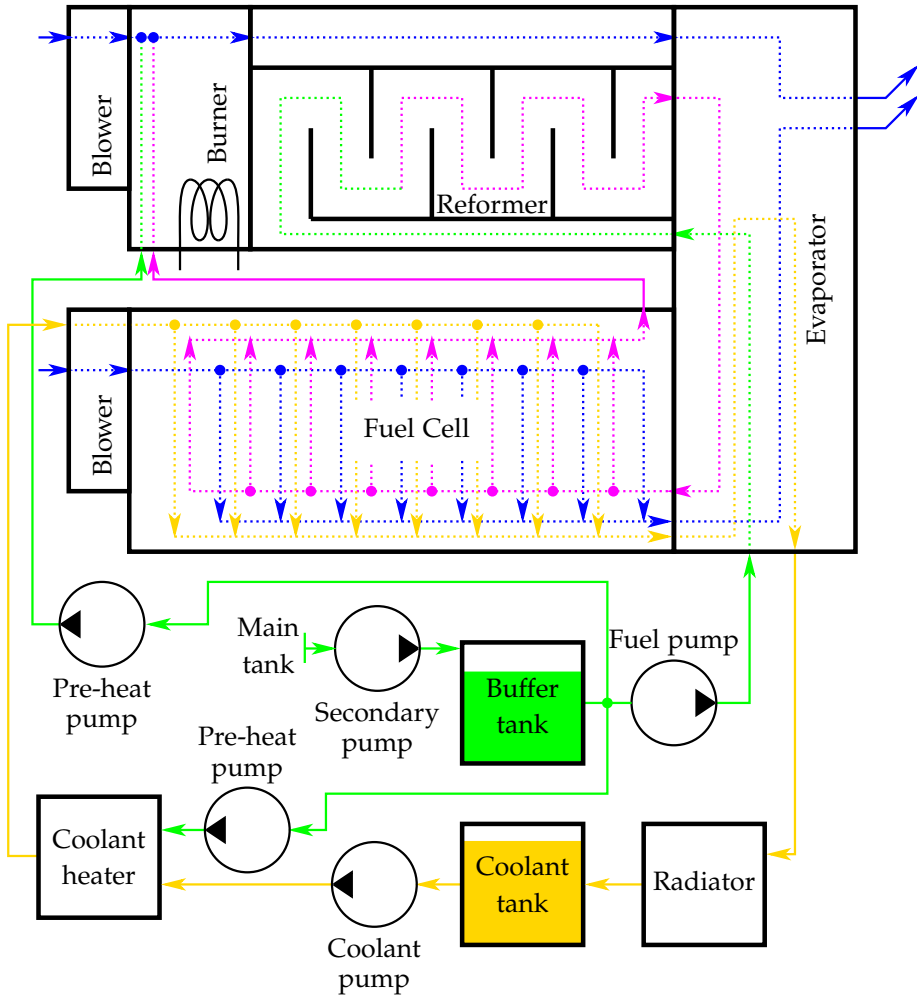 Blower
Burner
Reformer
Evaporator
Blower
Fuel Cell
Main
tank
Fuel pump
Pre-heat
pump
Secondary
pump
Buffer
tank
Pre-heat
pump
Coolant
heater
Coolant
tank
Radiator
Coolant
pump